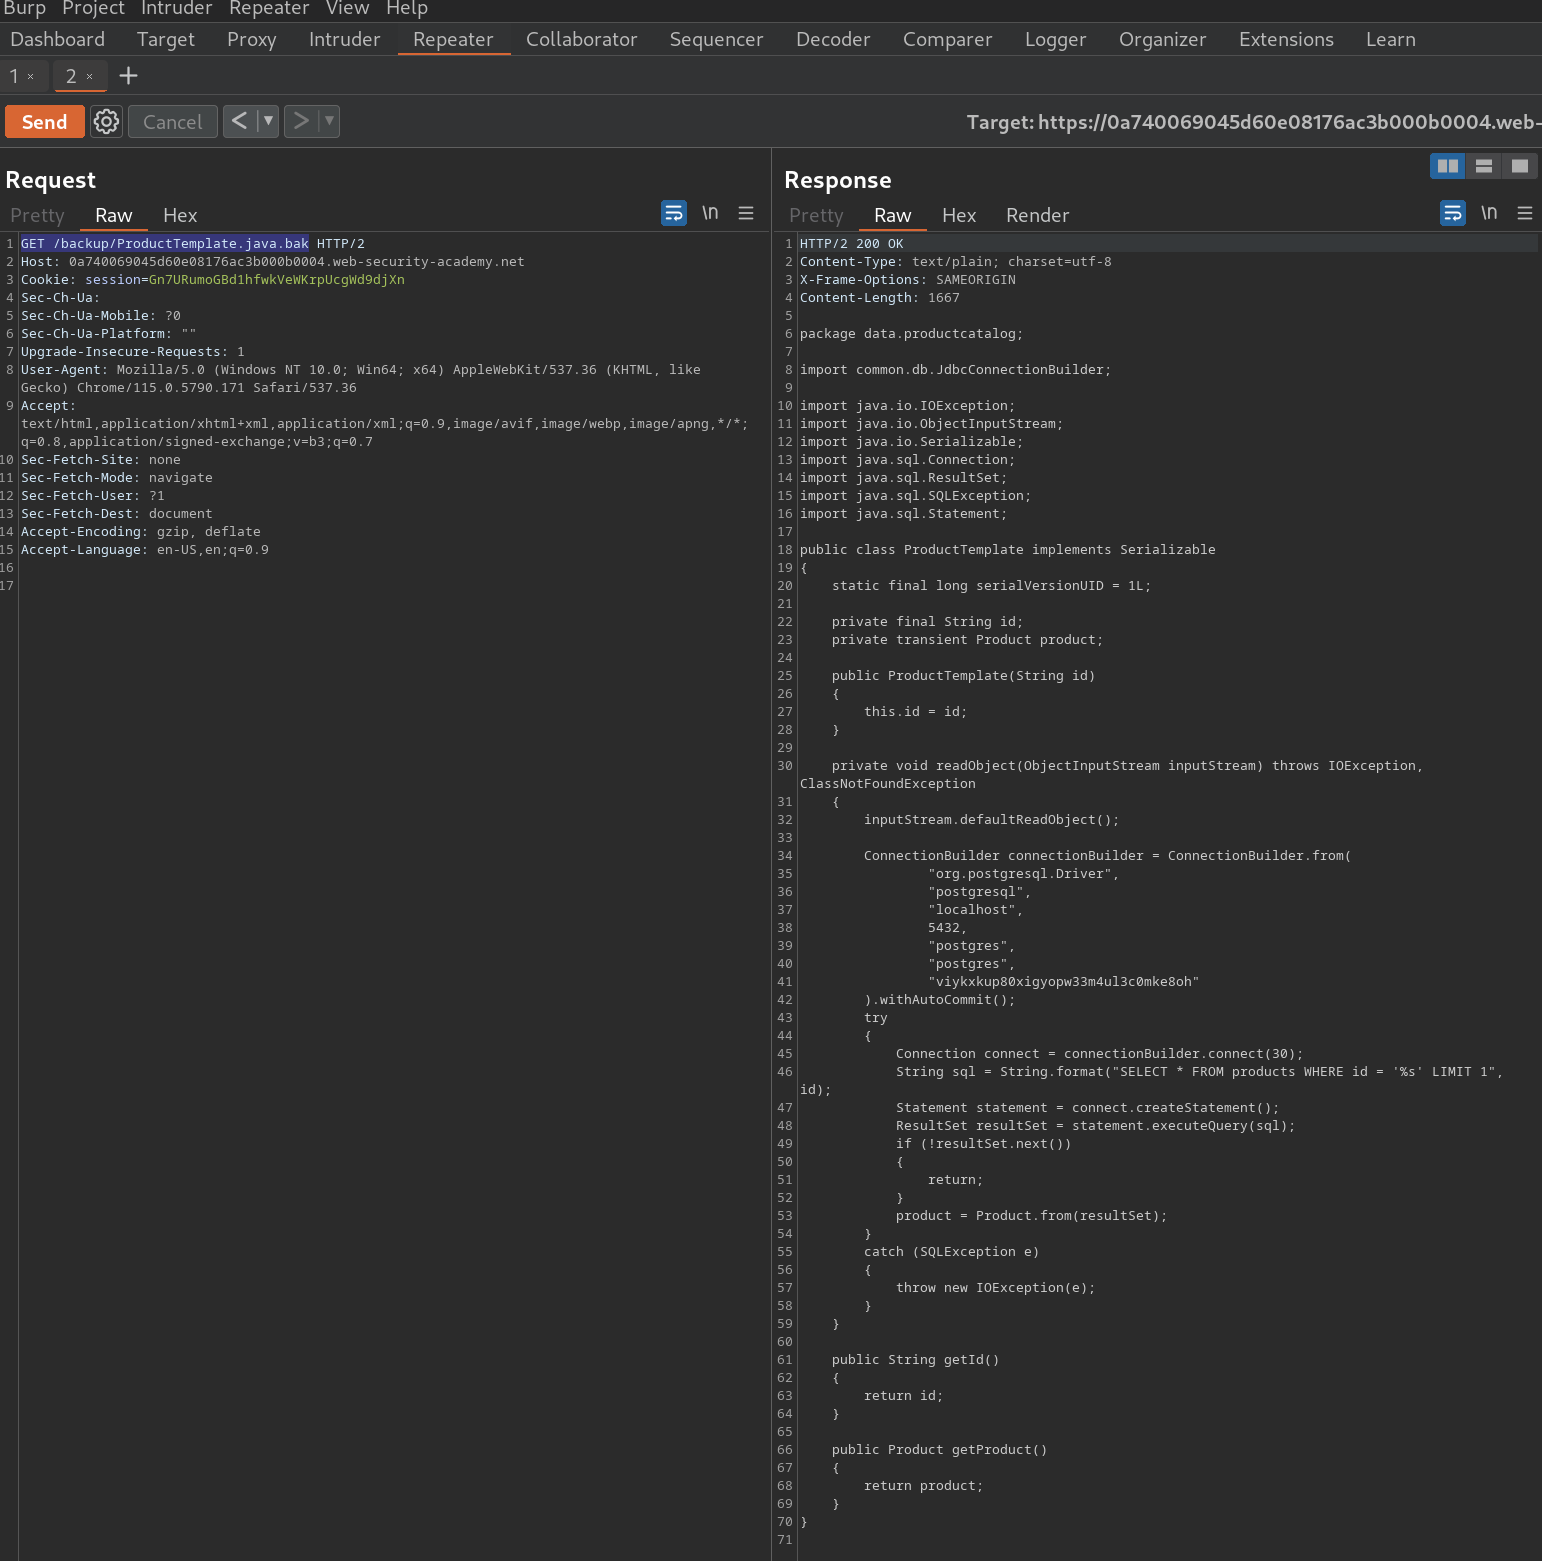 Burp Project Intruder Repeater View Help
Dashboard Target Proxy Intruder Repeater Collaborator Sequencer Decoder Comparer Logger Organizer Extensions Learn
1 × 2 × +
Send Cancel < ▼ > ▼ Target: https://0a740069045d60e08176ac3b000b0004.web-
Request
Pretty Raw Hex \n
1 GET /backup/ProductTemplate.java.bak HTTP/2
2 Host: 0a740069045d60e08176ac3b000b0004.web-security-academy.net
3 Cookie: session=Gn7URumoGBd1hfwkVeWKrpUcgWd9djXn
4 Sec-Ch-Ua:
5 Sec-Ch-Ua-Mobile: ?0
6 Sec-Ch-Ua-Platform: ""
7 Upgrade-Insecure-Requests: 1
8 User-Agent: Mozilla/5.0 (Windows NT 10.0; Win64; x64) AppleWebKit/537.36 (KHTML, like
Gecko) Chrome/115.0.5790.171 Safari/537.36
9 Accept:
text/html,application/xhtml+xml,application/xml;q=0.9,image/avif,image/webp,image/apng,*/*;
q=0.8,application/signed-exchange;v=b3;q=0.7
10 Sec-Fetch-Site: none
11 Sec-Fetch-Mode: navigate
12 Sec-Fetch-User: ?1
13 Sec-Fetch-Dest: document
14 Accept-Encoding: gzip, deflate
15 Accept-Language: en-US,en;q=0.9
16
17
Response
Pretty Raw Hex Render \n
1 HTTP/2 200 OK
2 Content-Type: text/plain; charset=utf-8
3 X-Frame-Options: SAMEORIGIN
4 Content-Length: 1667
5
6 package data.productcatalog;
7
8 import common.db.JdbcConnectionBuilder;
9
10 import java.io.IOException;
11 import java.io.ObjectInputStream;
12 import java.io.Serializable;
13 import java.sql.Connection;
14 import java.sql.ResultSet;
15 import java.sql.SQLException;
16 import java.sql.Statement;
17
18 public class ProductTemplate implements Serializable
19 {
20     static final long serialVersionUID = 1L;
21
22     private final String id;
23     private transient Product product;
24
25     public ProductTemplate(String id)
26     {
27         this.id = id;
28     }
29
30     private void readObject(ObjectInputStream inputStream) throws IOException,
ClassNotFoundException
31     {
32         inputStream.defaultReadObject();
33
34         ConnectionBuilder connectionBuilder = ConnectionBuilder.from(
35                 "org.postgresql.Driver",
36                 "postgresql",
37                 "localhost",
38                 5432,
39                 "postgres",
40                 "postgres",
41                 "viykxkup80xigyopw33m4ul3c0mke8oh"
42         ).withAutoCommit();
43         try
44         {
45             Connection connect = connectionBuilder.connect(30);
46             String sql = String.format("SELECT * FROM products WHERE id = '%s' LIMIT 1",
id);
47             Statement statement = connect.createStatement();
48             ResultSet resultSet = statement.executeQuery(sql);
49             if (!resultSet.next())
50             {
51                 return;
52             }
53             product = Product.from(resultSet);
54         }
55         catch (SQLException e)
56         {
57             throw new IOException(e);
58         }
59     }
60
61     public String getId()
62     {
63         return id;
64     }
65
66     public Product getProduct()
67     {
68         return product;
69     }
70 }
71